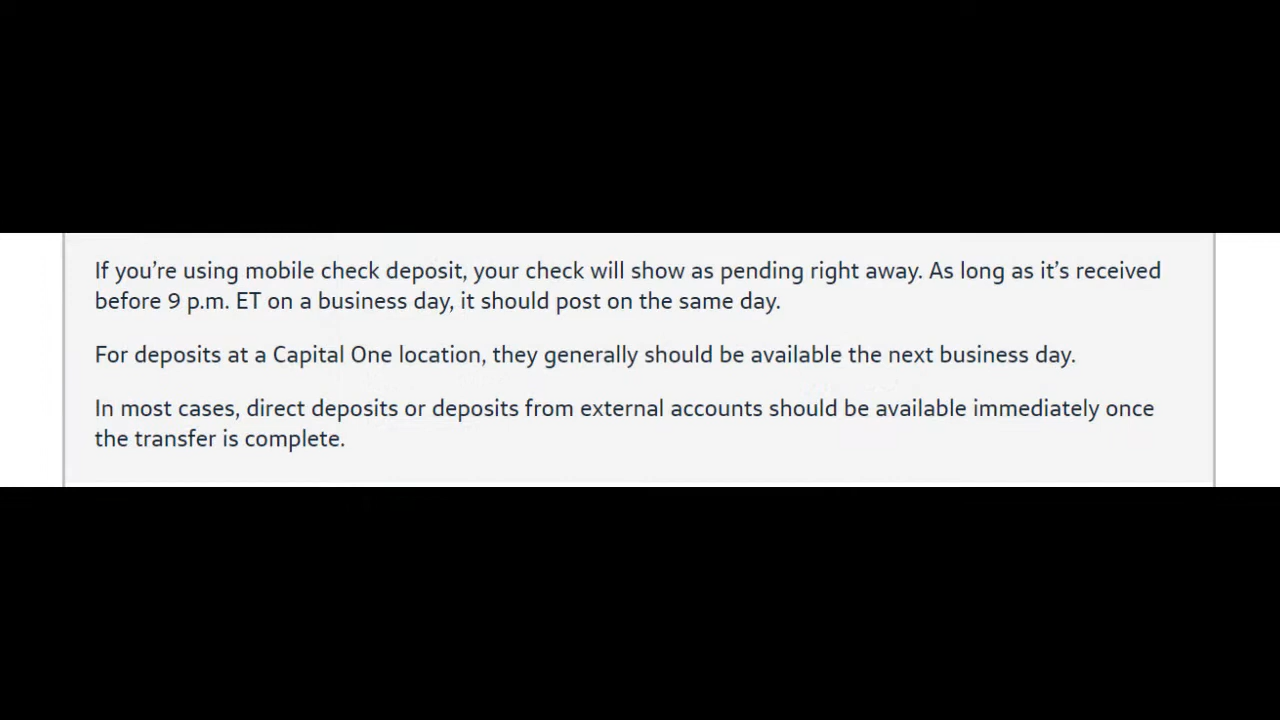 If you’re using mobile check deposit, your check will show as pending right away. As long as it’s received
before 9 p.m. ET on a business day, it should post on the same day.
For deposits at a Capital One location, they generally should be available the next business day.
In most cases, direct deposits or deposits from external accounts should be available immediately once
the transfer is complete.